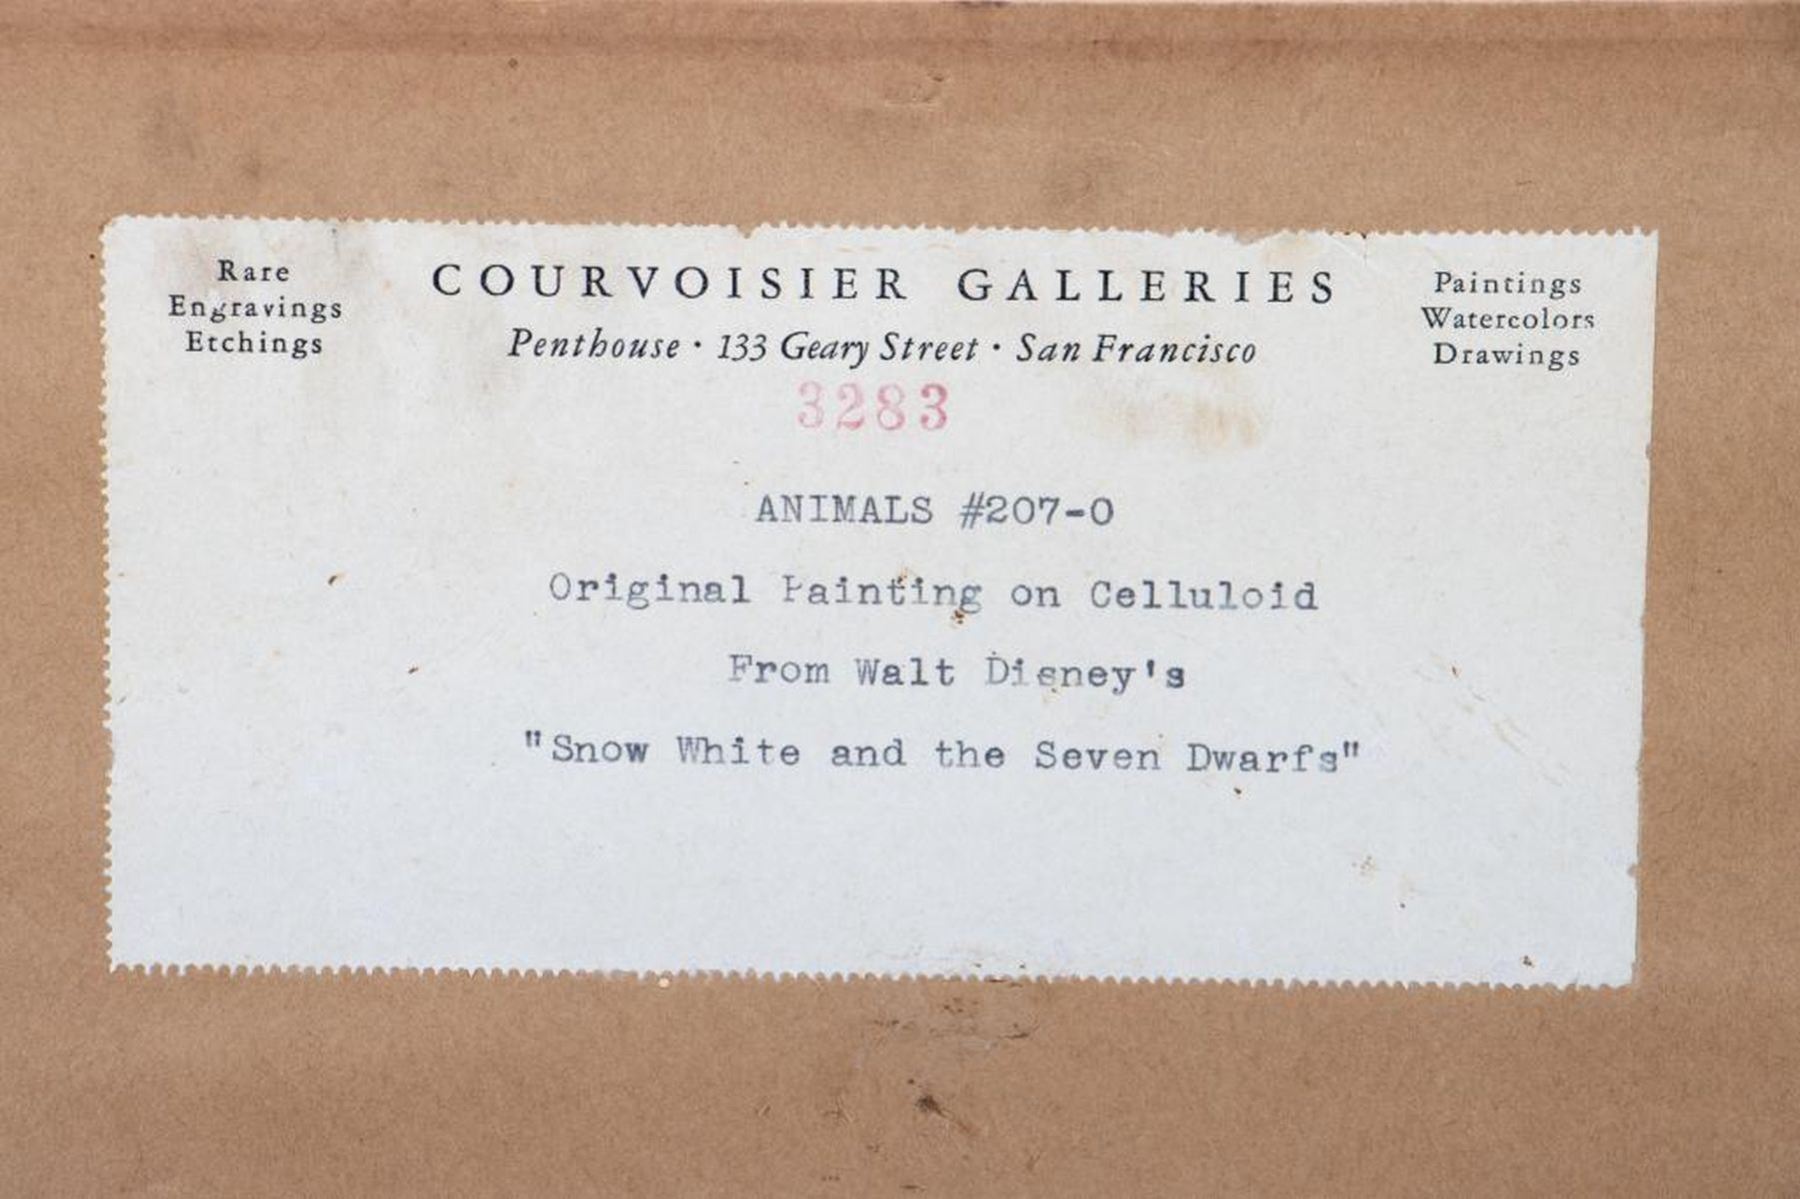 Rare
Engravings
Etchings
COURVOISIER GALLERIES
Penthouse · 133 Geary Street · San Francisco
Paintings
Watercolors
Drawings
3283
ANIMALS #207-0
Original Painting on Celluloid
From Walt Disney's
"Snow White and the Seven Dwarfs"